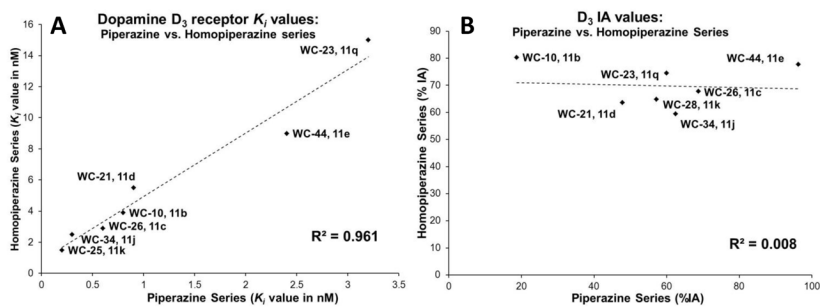 A
Dopamine D3 receptor Ki values:
Piperazine vs. Homopiperazine series
Homopiperazine Series (Ki value in nM)
16
14
12
10
8
6
4
2
0
WC-23, 11q
WC-44, 11e
WC-21, 11d
WC-10, 11b
WC-26, 11c
WC-34, 11j
WC-25, 11k
R² = 0.961
0
0.5
1
1.5
2
2.5
3
3.5
Piperazine Series (Ki value in nM)
B
D3 IA values:
Piperazine vs. Homopiperazine Series
Homopiperazine Series (% IA)
90
80
70
60
50
40
30
20
10
0
WC-10, 11b
WC-44, 11e
WC-23, 11q
WC-26, 11c
WC-28, 11k
WC-21, 11d
WC-34, 11j
R² = 0.008
0
20
40
60
80
100
Piperazine Series (%IA)